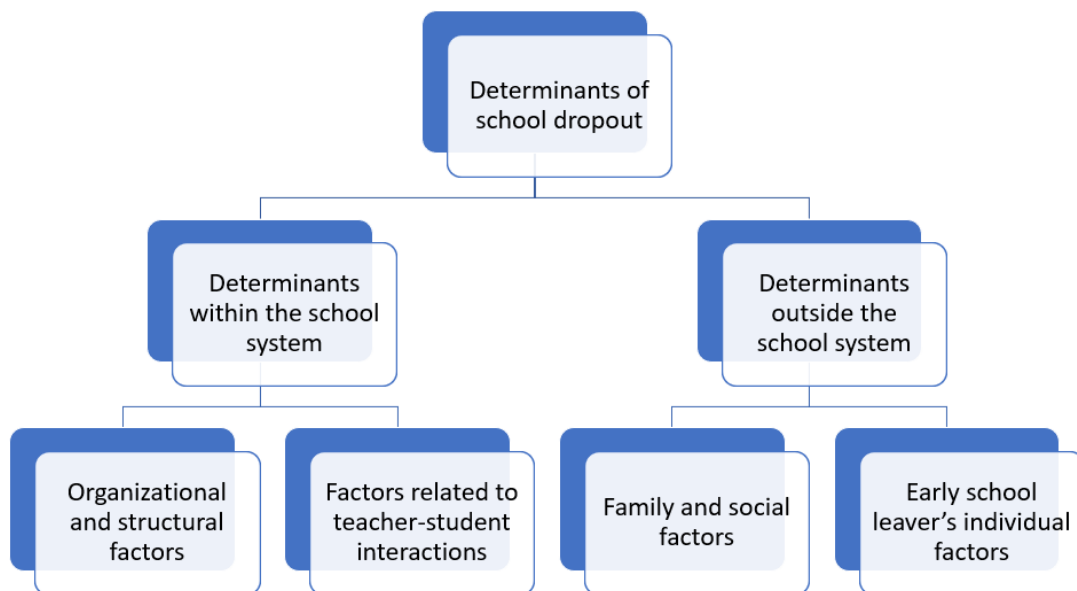 Determinants of
school dropout
Determinants
within the school
system
Determinants
outside the
school system
Organizational
and structural
factors
Factors related to
teacher-student
interactions
Family and social
factors
Early school
leaver’s individual
factors